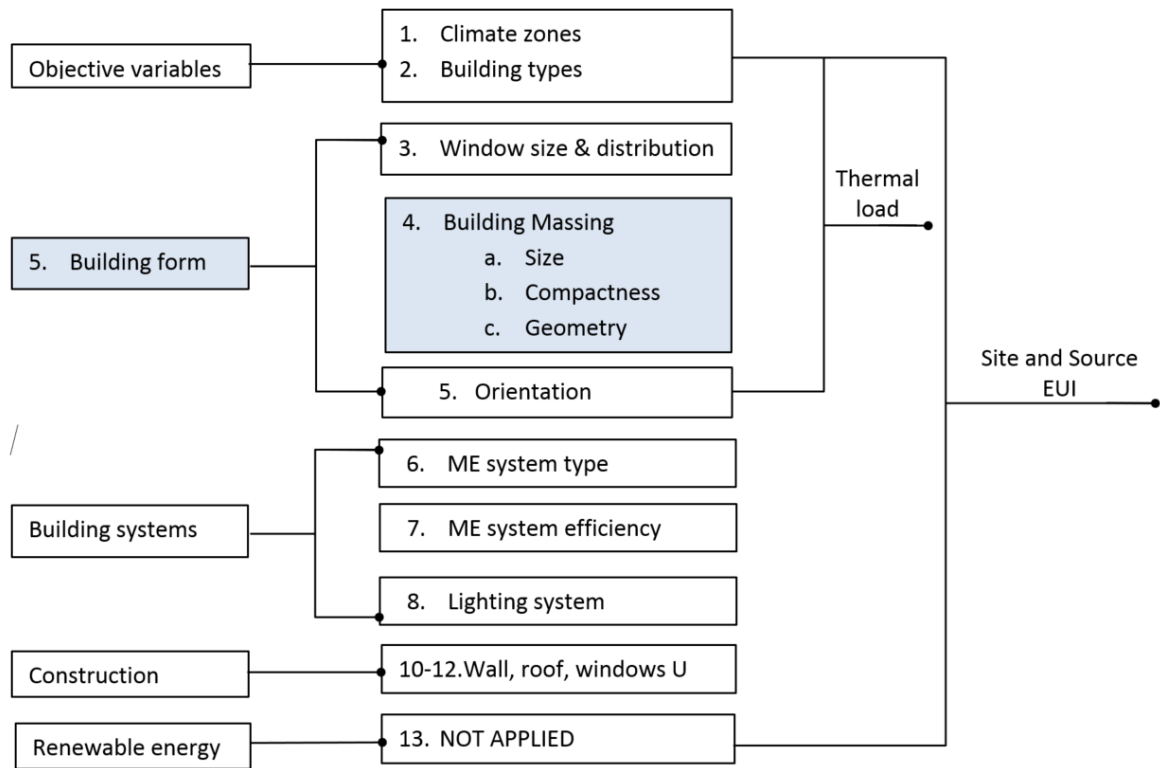 Objective variables
1. Climate zones
2. Building types
3. Window size & distribution
5. Building form
4. Building Massing
a. Size
b. Compactness
c. Geometry
5. Orientation
Thermal
load
Site and Source
EUI
/
Building systems
6. ME system type
7. ME system efficiency
8. Lighting system
Construction
10-12.Wall, roof, windows U
Renewable energy
13. NOT APPLIED